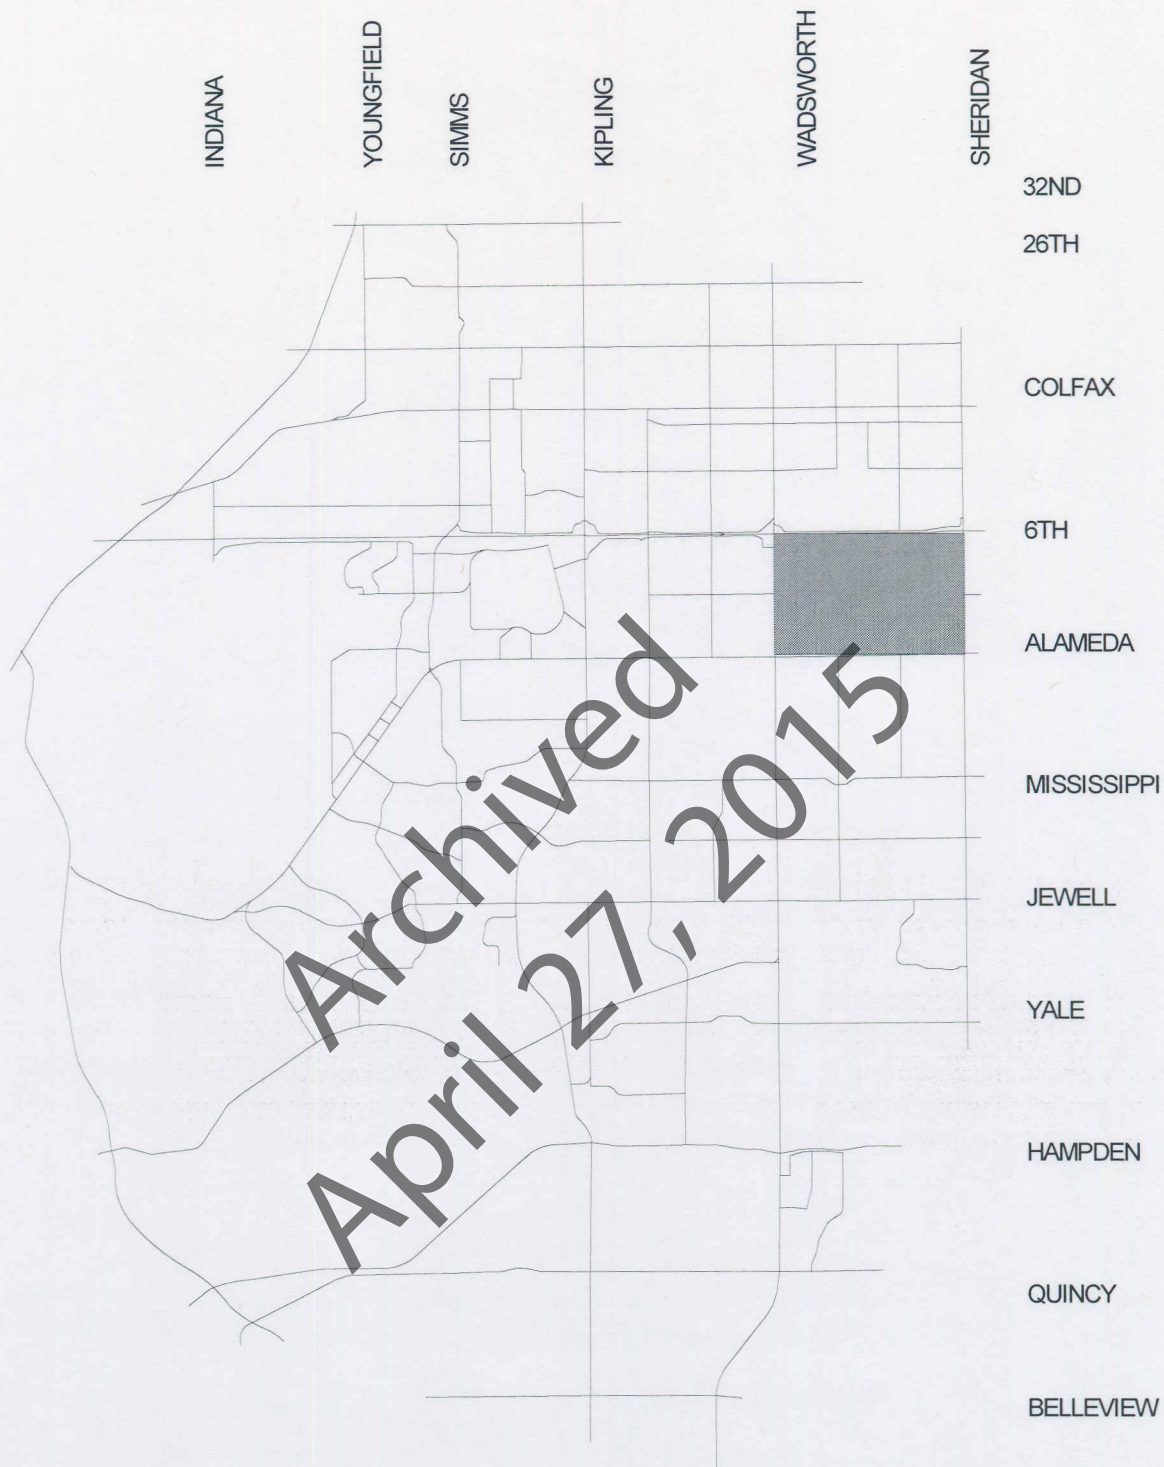 INDIANA
YOUNGFIELD
SIMMS
KIPLING
WADSWORTH
SHERIDAN
32ND
26TH
COLFAX
6TH
ALAMEDA
MISSISSIPPI
JEWELL
YALE
HAMPDEN
QUINCY
BELLEVIEW
Archived
April 27, 2015